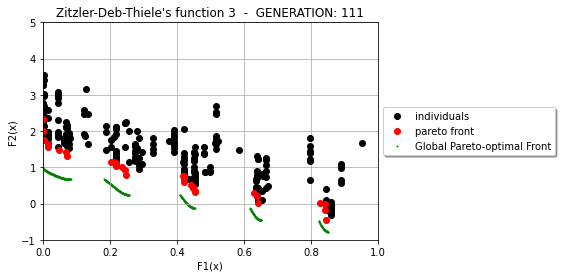 Zitzler-Deb-Thiele's function 3 - GENERATION: 111
5
4
3
2
1
0
−1
F2(x)
0.0 0.2 0.4 0.6 0.8 1.0
F1(x)
individuals
pareto front
Global Pareto-optimal Front